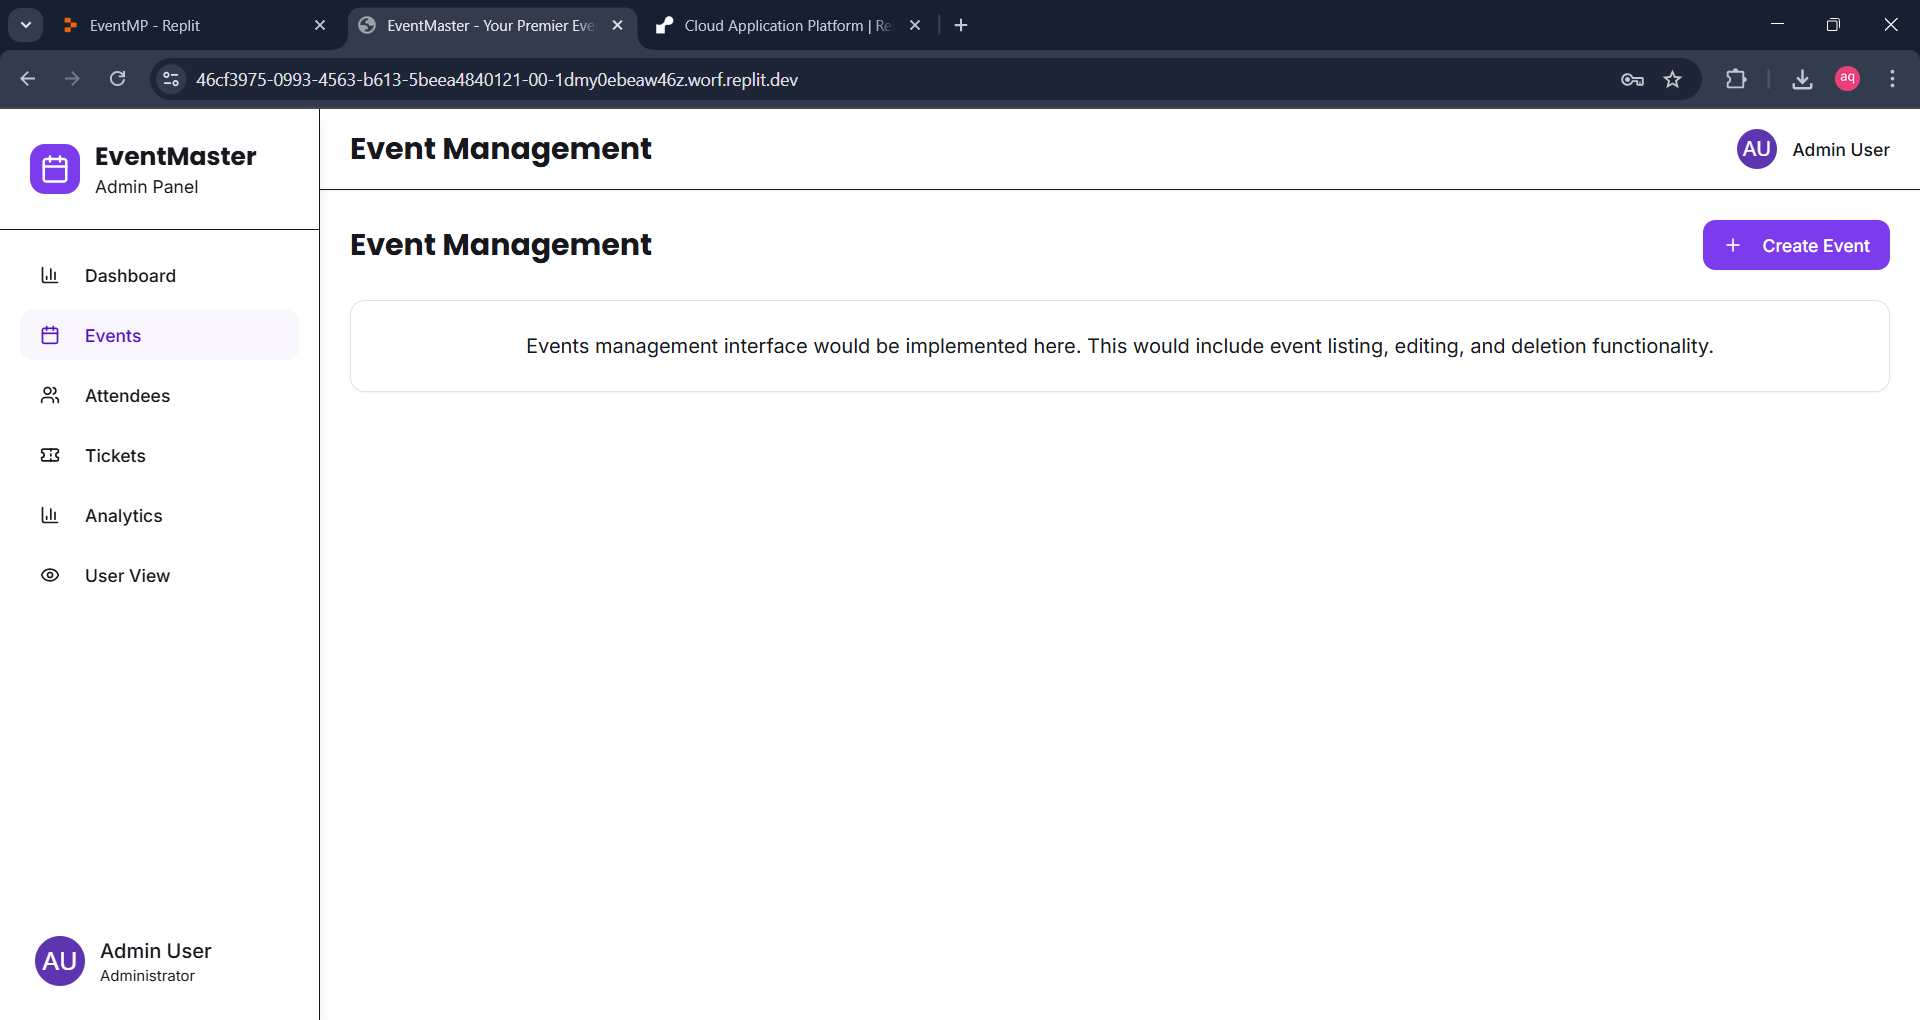 EventMP - Replit
EventMaster - Your Premier Eve
Cloud Application Platform | Re
46cf3975-0993-4563-b613-5beea4840121-00-1dmy0ebeaw46z.worf.replit.dev
aq
EventMaster
Admin Panel
Event Management
AU
Admin User
Dashboard
Events
Attendees
Tickets
Analytics
User View
Event Management
Create Event
Events management interface would be implemented here. This would include event listing, editing, and deletion functionality.
AU
Admin User
Administrator